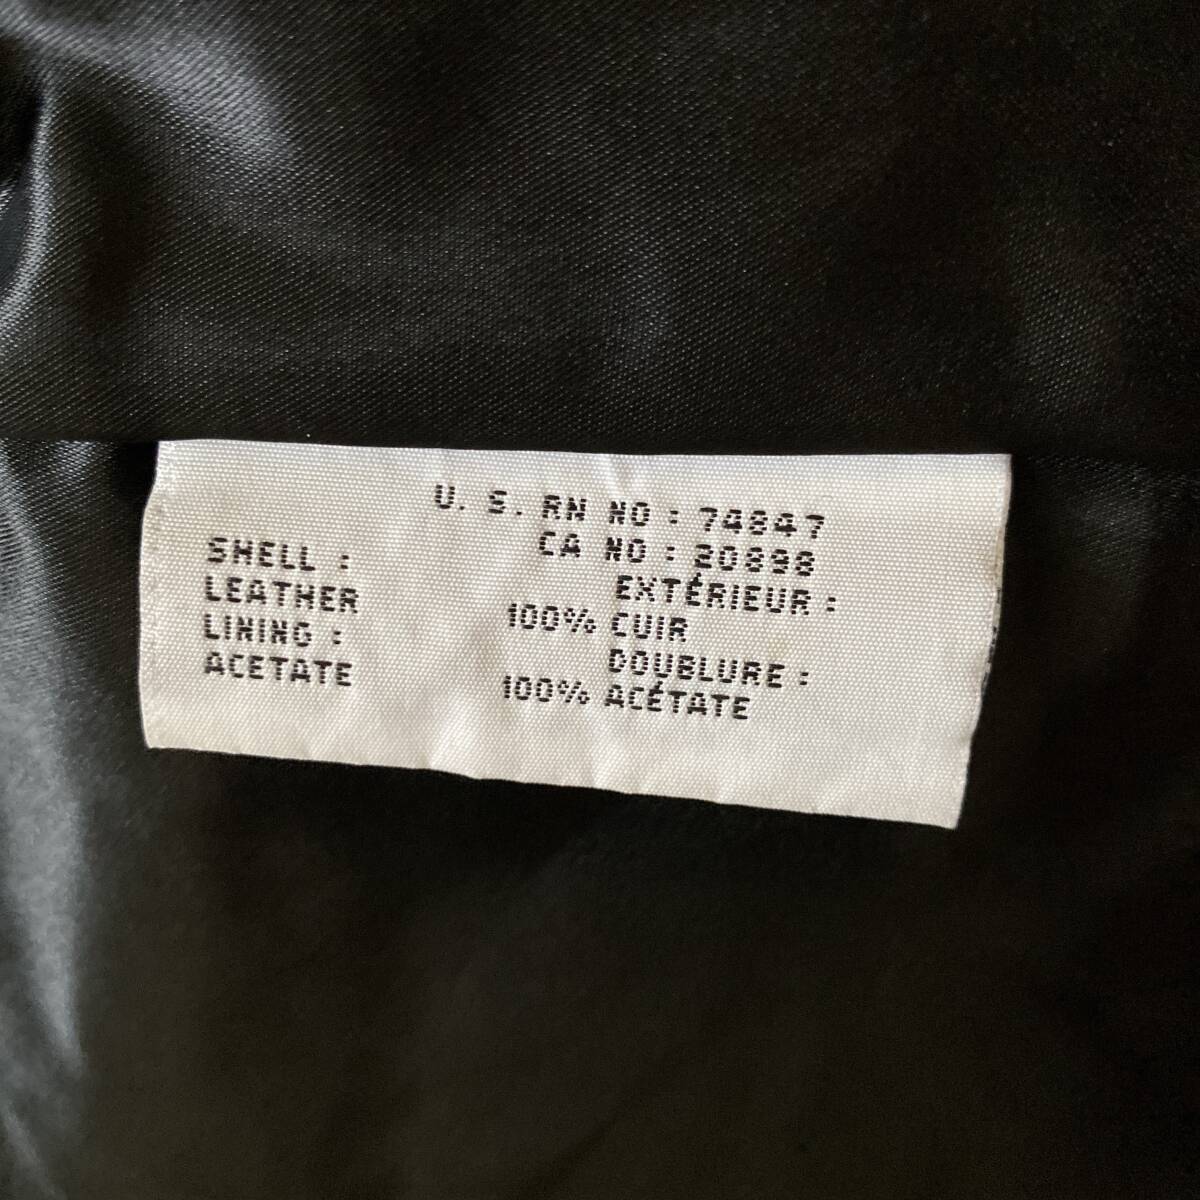 U. S. RN NO : 74847
CA NO : 20898
SHELL : EXTÉRIEUR :
LEATHER 100% CUIR
LINING : DOUBLURE :
ACETATE 100% ACÉTATE